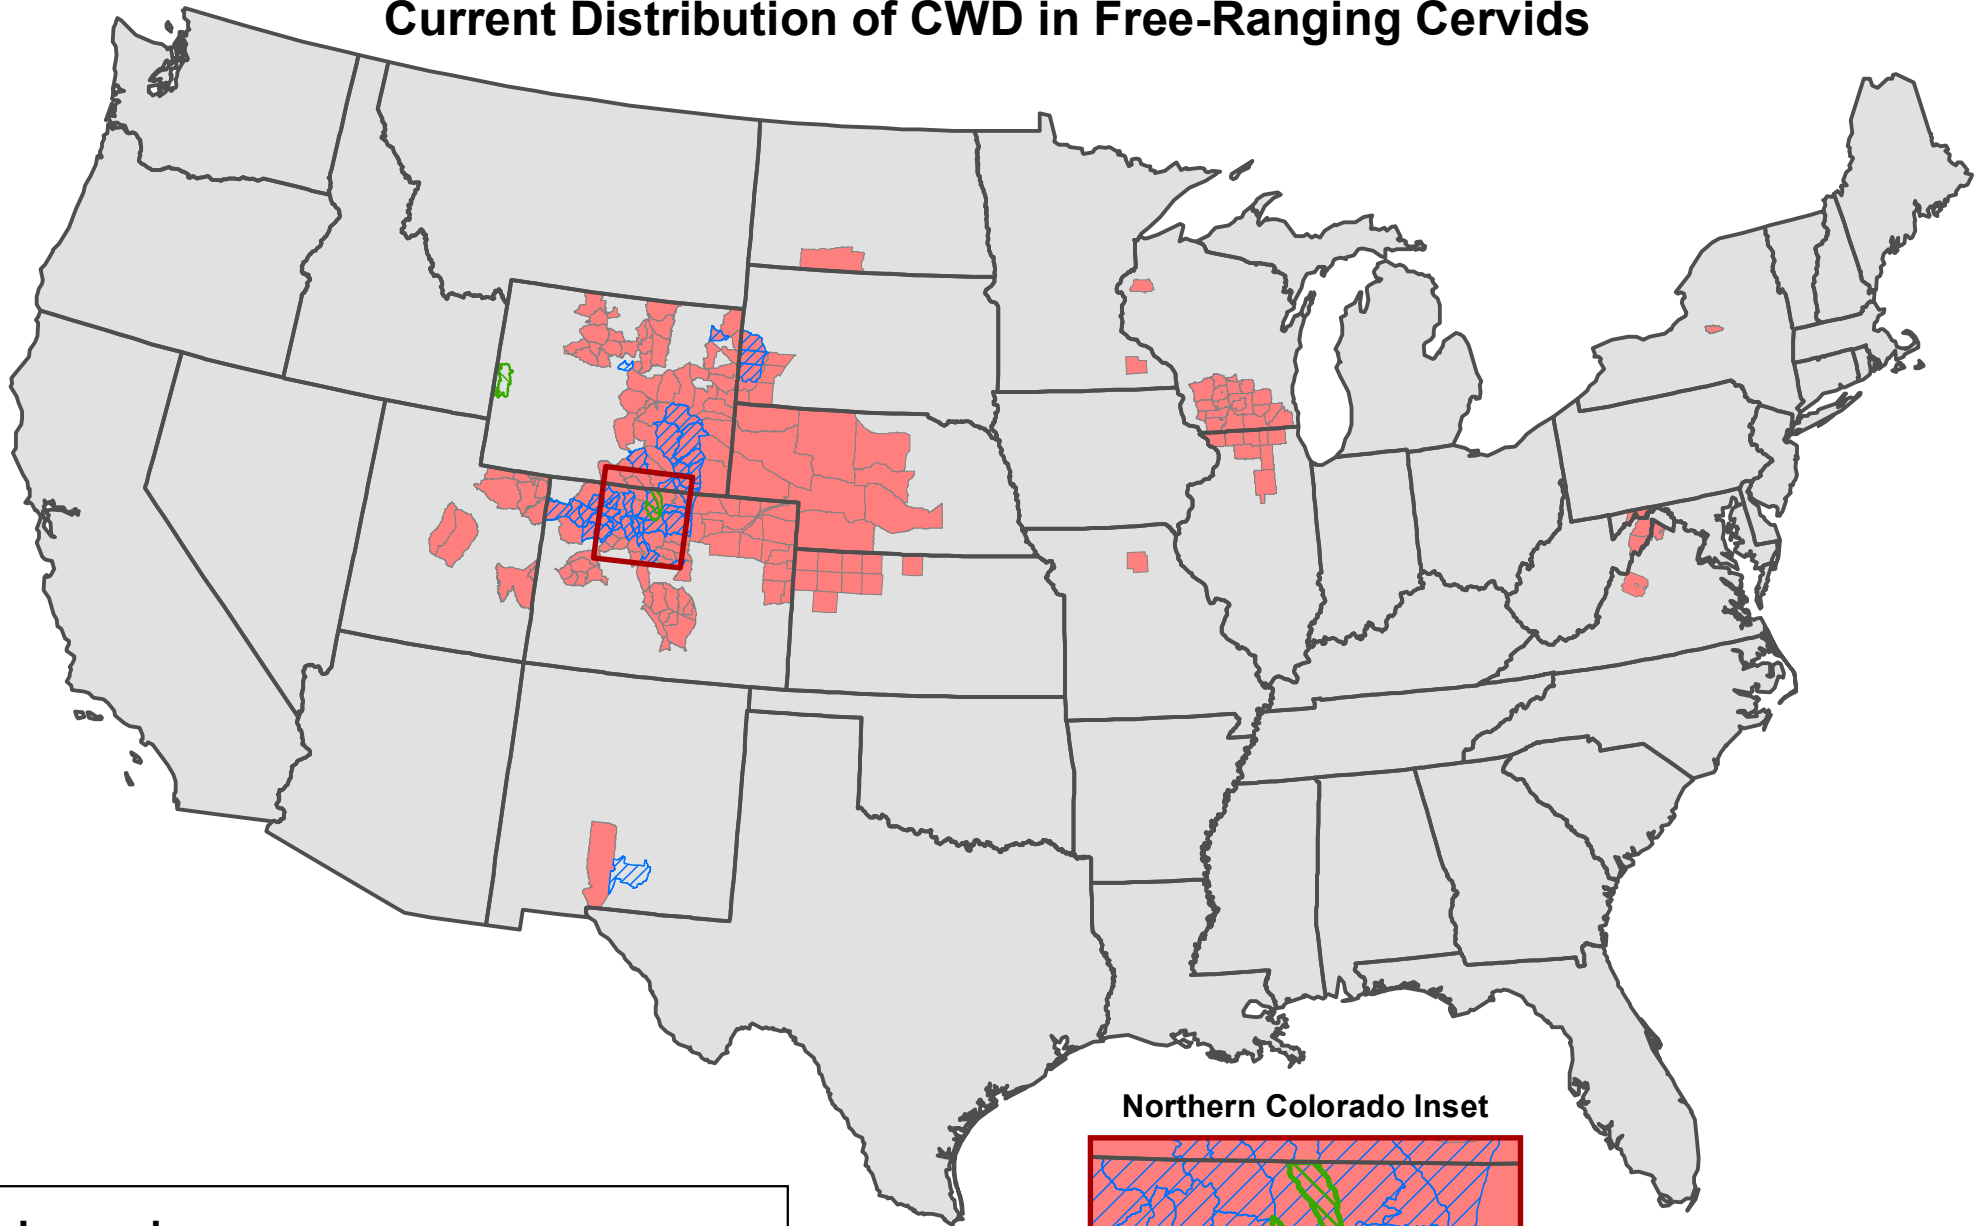 Current Distribution of CWD in Free-Ranging Cervids
Northern Colorado Inset